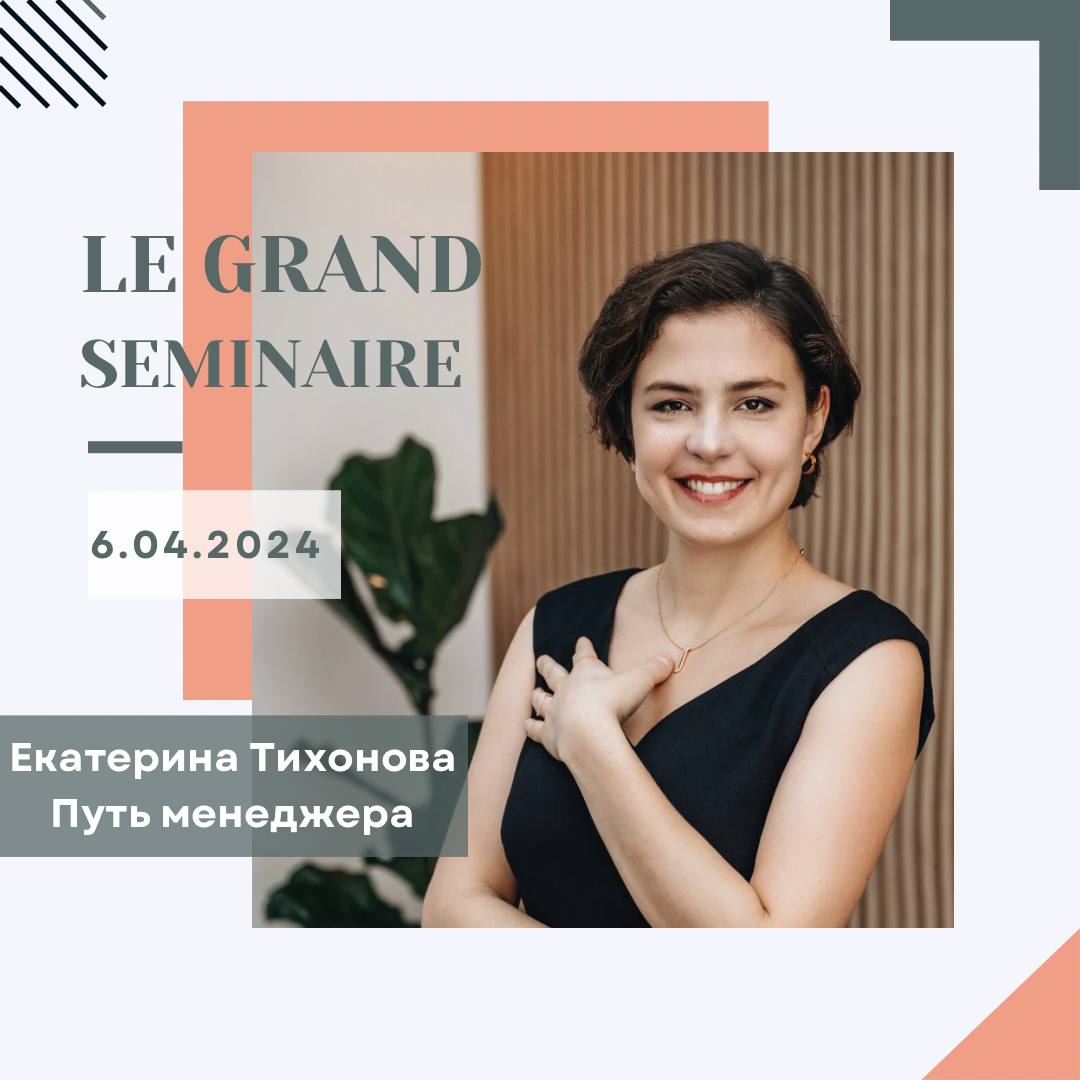 LE GRAND
SEMINAIRE
6.04.2024
Екатерина Тихонова
Путь менеджера